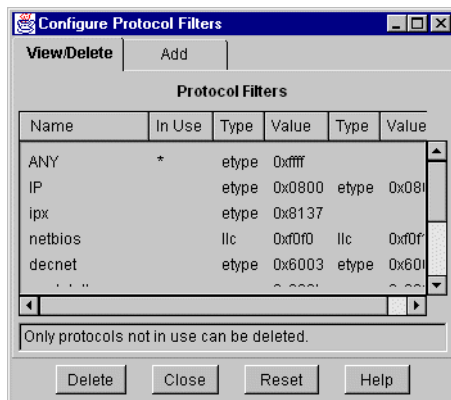 Configure Protocol Filters
View/Delete Add
Protocol Filters
Name In Use Type Value Type Value
ANY * etype 0xffff
IP etype 0x0800 etype
ipx etype 0x8137
netbios llc 0xf0f0 llc
decnet etype 0x6003 etype
Only protocols not in use can be deleted.
Delete Close Reset Help